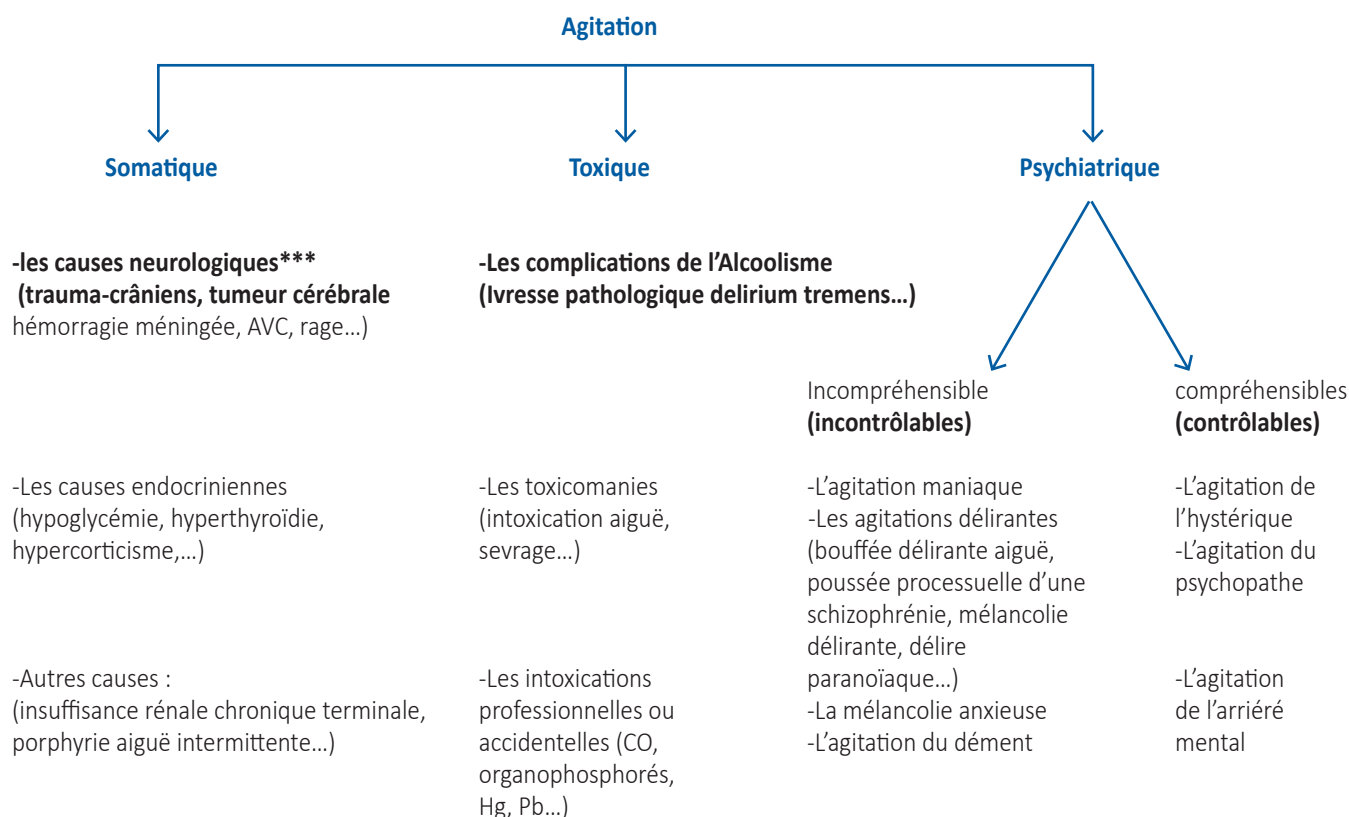 Agitation
Somatique
Toxique
Psychiatrique
-les causes neurologiques***
(trauma-crâniens, tumeur cérébrale
hémorragie méningée, AVC, rage…)
-Les complications de l’Alcoolisme
(Ivresse pathologique delirium tremens…)
Incompréhensible
(incontrôlables)
compréhensibles
(contrôlables)
-Les causes endocriniennes
(hypoglycémie, hyperthyroïdie,
hypercorticisme,…)
-Les toxicomanies
(intoxication aiguë,
sevrage…)
-L’agitation maniaque
-Les agitations délirantes
(bouffée délirante aiguë,
poussée processuelle d’une
schizophrénie, mélancolie
délirante, délire
paranoïaque…)
-La mélancolie anxieuse
-L’agitation du dément
-L’agitation de
l’hystérique
-L’agitation du
psychopathe
-L’agitation
de l’arriéré
mental
-Autres causes :
(insuffisance rénale chronique terminale,
porphyrie aiguë intermittente…)
-Les intoxications
professionnelles ou
accidentelles (CO,
organophosphorés,
Hg, Pb…)